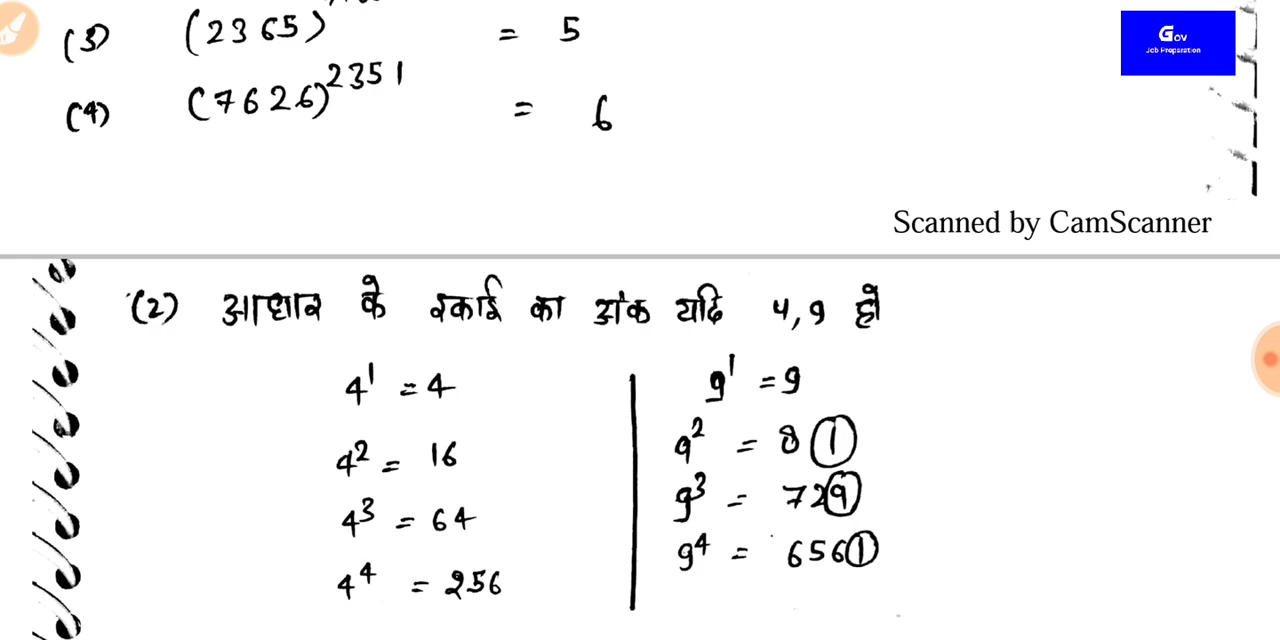 (3) (2365) = 5
Gov
Job Preparation
(4) (7626)^2351 = 6
Scanned by CamScanner
(2) आधार के इकाई का अंक यदि 4,9 हो
4^1 = 4
4^2 = 16
4^3 = 64
4^4 = 256
9^1 = 9
9^2 = 81
9^3 = 729
9^4 = 6561